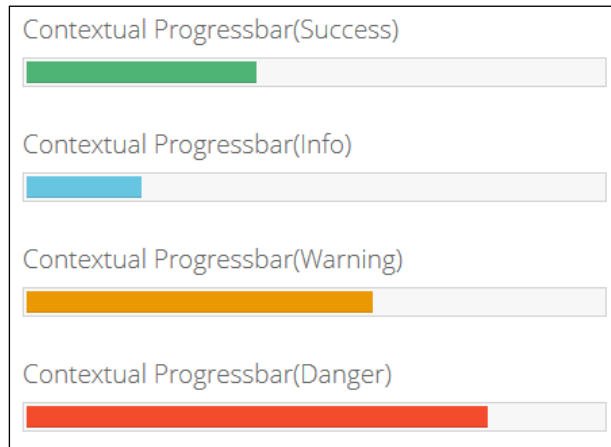 Contextual Progressbar(Success)
Contextual Progressbar(Info)
Contextual Progressbar(Warning)
Contextual Progressbar(Danger)